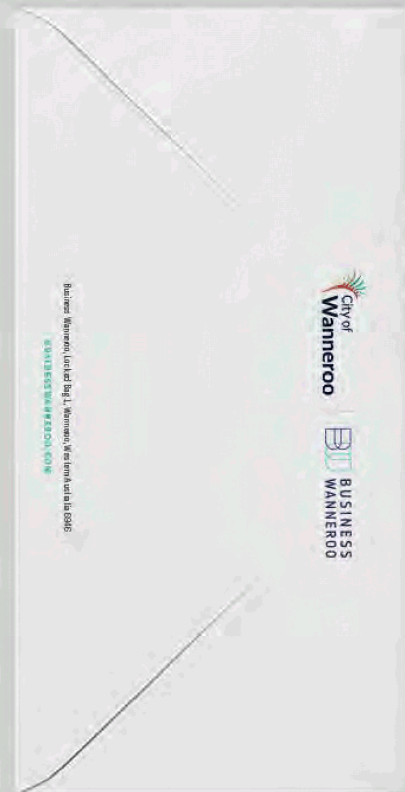 City of
Wanneroo
BUSINESS
WANNEROO
Business Wanneroo, Locked Bag 1, Wanneroo, Western Australia 6946
BUSINESSWANNEROO.COM